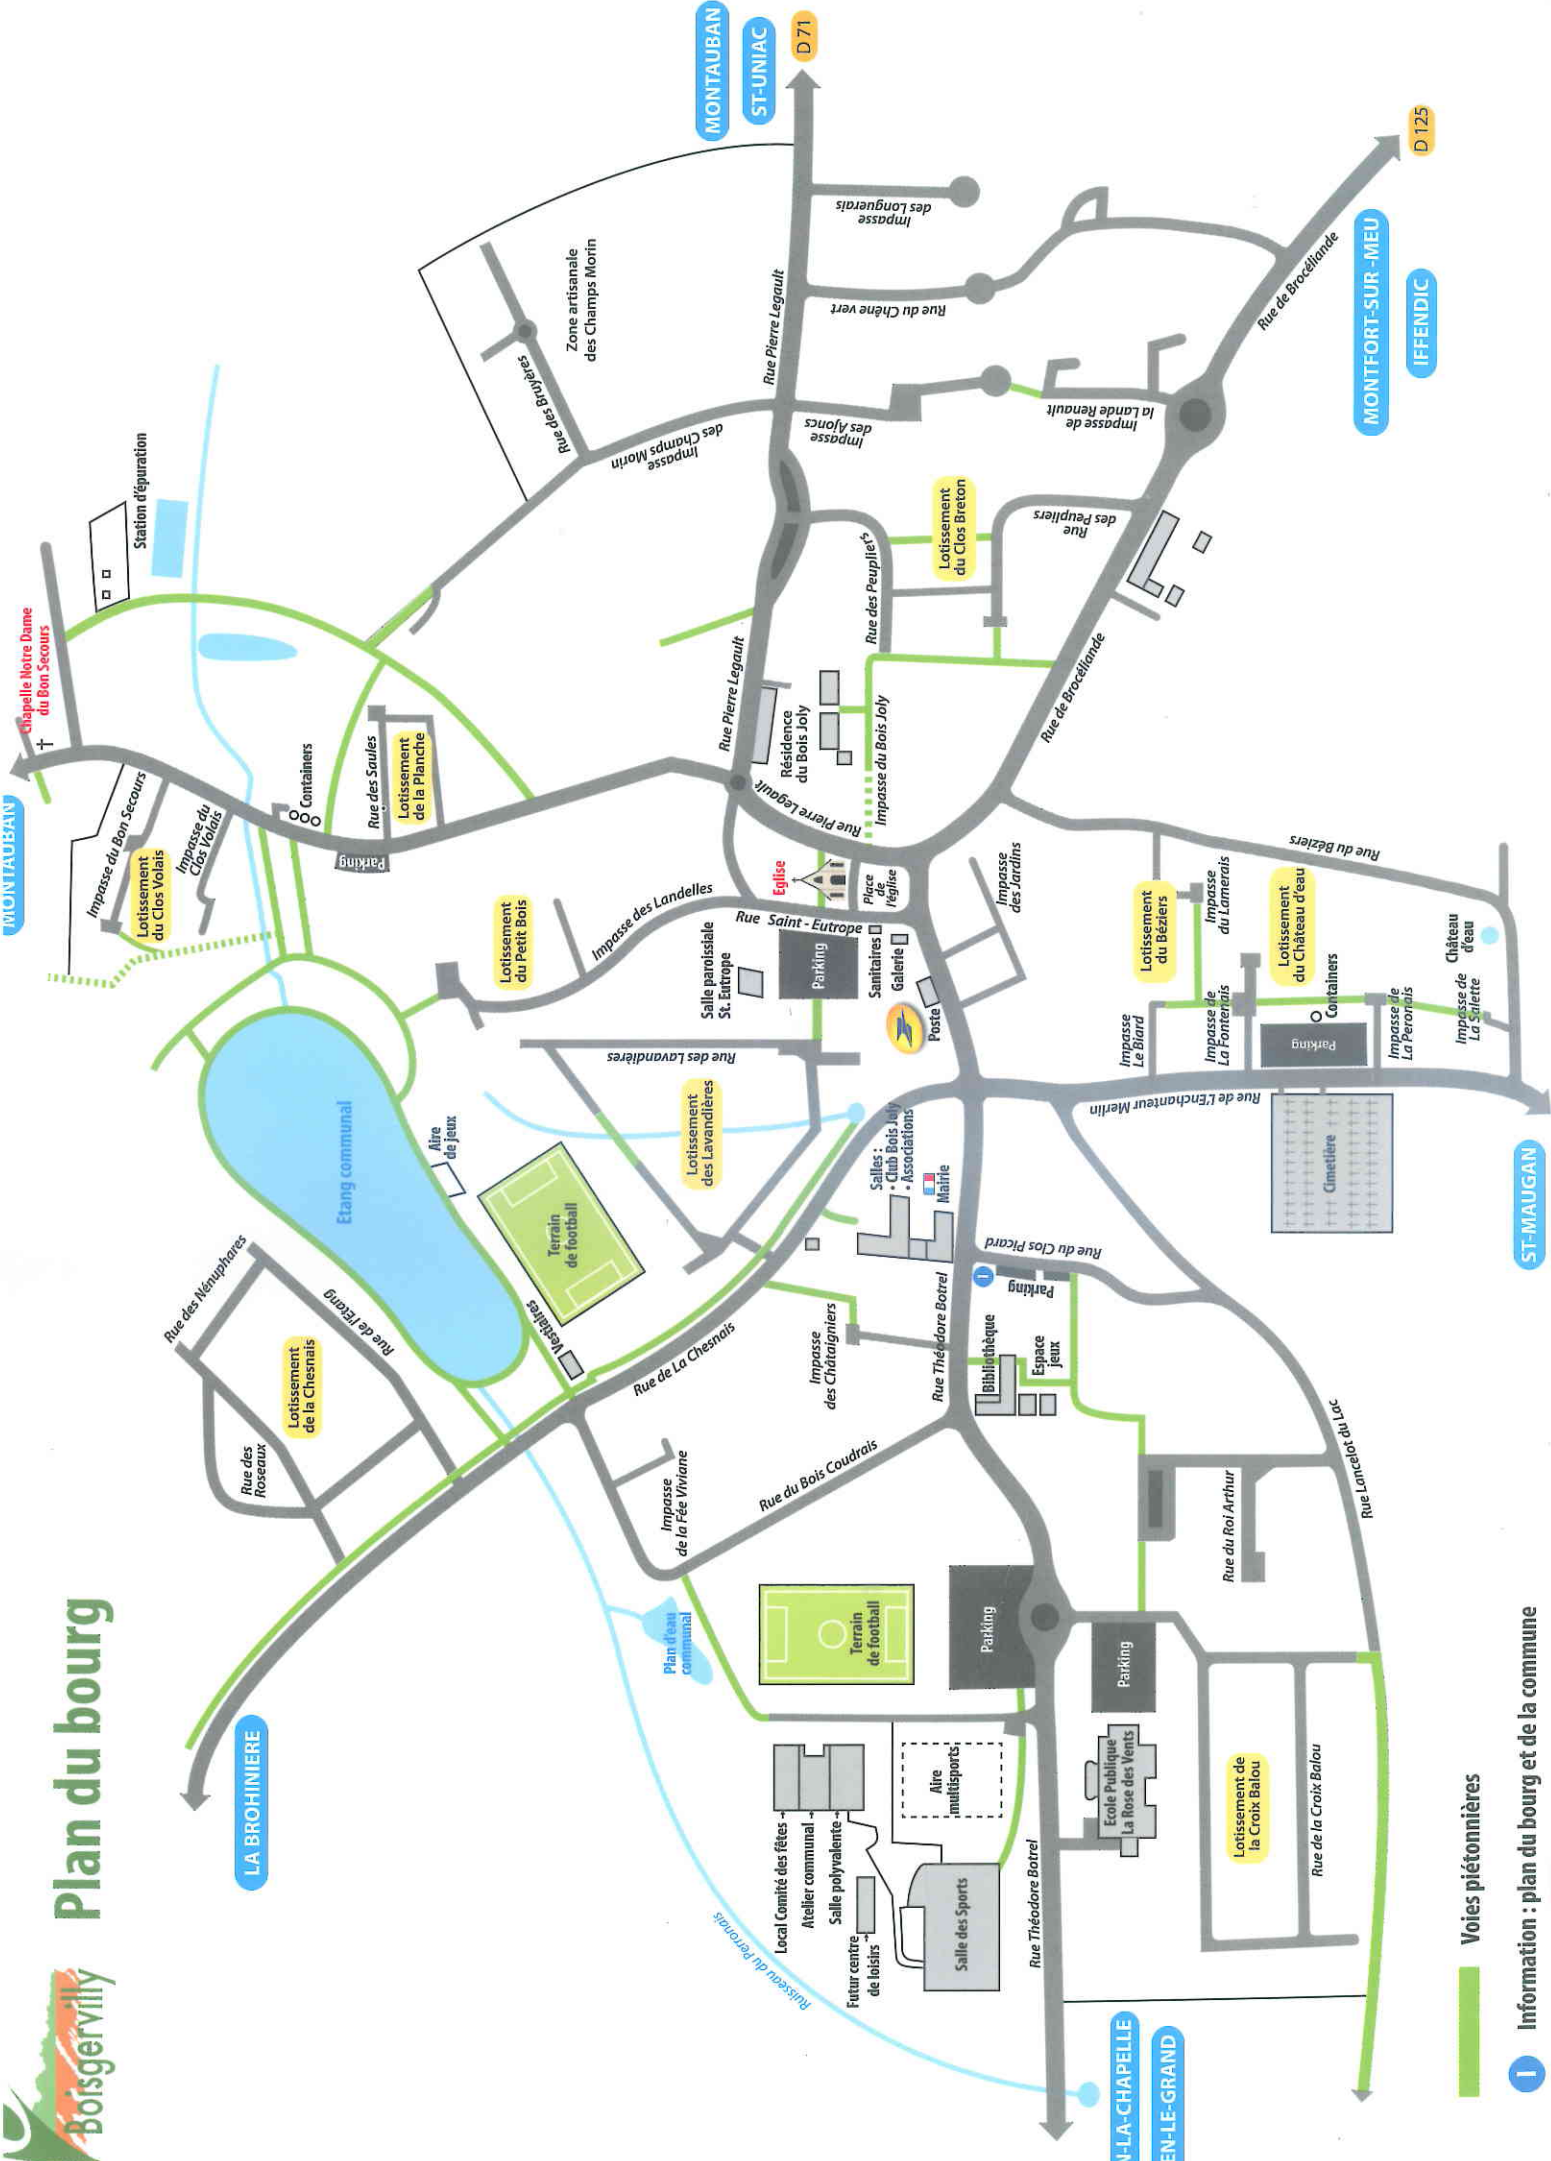 Boisgervilly
Plan du bourg
LA BROHINIERE
MONTAUBAN
Chapelle Notre Dame
du Bon Secours
Station d'épuration
Impasse du Bon Secours
Lotissement
du Clos Volais
Impasse du
Clos Volais
Containers
Parking
Rue des Saules
Lotissement
de la Planche
Zone artisanale
des Champs Morin
Rue des Bruyères
Impasse
des Champs Morin
MONTAUBAN
ST-UNIAC
D 71
Rue Pierre Legault
Rue Pierre Legault
Rue Pierre Legault
Impasse
des Longuerais
Rue du Chêne vert
Impasse
des Ajoncs
Impasse de
la Lande Renault
Rue de Brocéliande
D 125
MONTFORT-SUR -MEU
IFFENDIC
Lotissement
du Clos Breton
Rue
des Peupliers
Rue des Peupliers
Résidence
du Bois Joly
Impasse du Bois Joly
Rue de Brocéliande
Rue des Nénuphares
Rue de l'Etang
Lotissement
de la Chesnais
Rue des
Roseaux
Etang communal
Aire
de jeux
Terrain
de football
Vestiaires
Lotissement
du Petit Bois
Impasse des Landelles
Salle paroissiale
St. Eutrope
Rue Saint - Eutrope
Eglise
Place
de
l'église
Parking
Sanitaires
Galerie
Poste
Impasse
des Jardins
Rue des Lavandières
Lotissement
des Lavandières
Salles :
• Club Bois Joly
• Associations
Mairie
Rue de La Chesnais
Impasse
des Châtaigniers
Rue Théodore Botrel
Rue du Clos Picard
I
Parking
Bibliothèque
Espace
jeux
Rue du Béziers
Lotissement
du Béziers
Impasse
du Lamerais
Lotissement
du Château d'eau
Château
d'eau
Impasse
Le Biard
Impasse de
La Fontenais
Parking
Containers
Impasse de
La Peronais
Impasse de
La Salette
Rue de L'Enchanteur Merlin
Cimetière
ST-MAUGAN
Impasse
de la Fée Viviane
Rue du Bois Coudrais
Plan d'eau
communal
Terrain
de football
Parking
Parking
Rue du Roi Arthur
Rue Lancelot du Lac
Local Comité des fêtes
Atelier communal
Salle polyvalente
Futur centre
de loisirs
Aire
multisports
Salle des Sports
Ecole Publique
La Rose des Vents
Rue Théodore Botrel
Lotissement de
la Croix Balou
Rue de la Croix Balou
Ruisseau du Perronais
N-LA-CHAPELLE
EN-LE-GRAND
Voies piétonnières
I Information : plan du bourg et de la commune